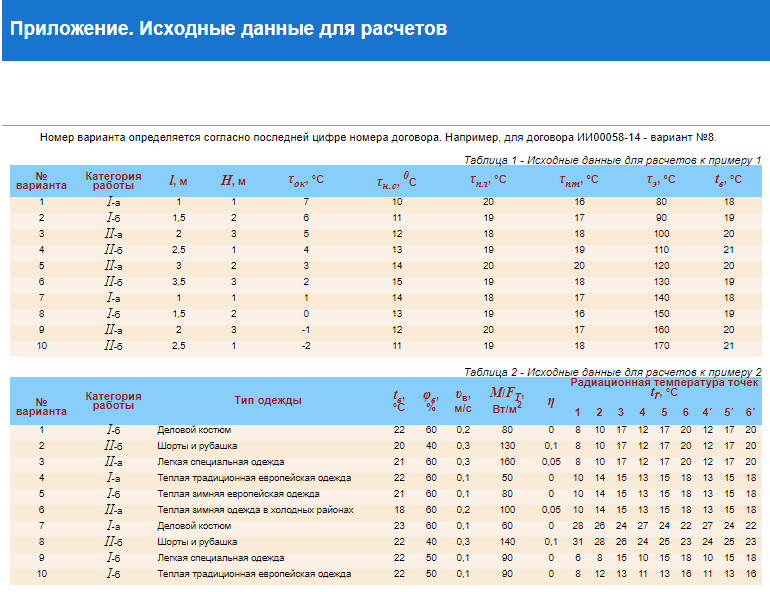 Приложение. Исходные данные для расчетов
Номер варианта определяется согласно последней цифре номера договора. Например, для договора ИИ00058-14 - вариант №8.
Таблица 1 - Исходные данные для расчетов к примеру 1
№ варианта Категория работы l, м H, м τок, °С τн.с, 0С τпл, °С τпт, °С τэ, °С tв, °С
1 I-а 1 1 7 10 20 16 80 18
2 I-б 1,5 2 6 11 19 17 90 19
3 II-а 2 3 5 12 18 18 100 20
4 II-б 2,5 1 4 13 19 19 110 21
5 II-а 3 2 3 14 20 20 120 20
6 II-б 3,5 3 2 15 19 18 130 19
7 I-а 1 1 1 14 18 17 140 18
8 I-б 1,5 2 0 13 19 16 150 19
9 II-а 2 3 -1 12 20 17 160 20
10 II-б 2,5 1 -2 11 19 18 170 21
Таблица 2 - Исходные данные для расчетов к примеру 2
№ варианта Категория работы Тип одежды tв, °С φв, % υв, м/с M/FT, Вт/м2 η Радиационная температура точек tr, °С
1 2 3 4 5 6 4´ 5´ 6´
1 I-б Деловой костюм 22 60 0,2 80 0 8 10 17 12 17 20 12 17 20
2 II-б Шорты и рубашка 20 40 0,3 130 0,1 8 10 17 12 17 20 12 17 20
3 II-а Легкая специальная одежда 21 60 0,3 160 0,05 8 10 17 12 17 20 12 17 20
4 I-а Теплая традиционная европейская одежда 22 60 0,1 50 0 10 14 15 13 15 18 13 15 18
5 I-б Теплая зимняя европейская одежда 21 60 0,1 80 0 10 14 15 13 15 18 13 15 18
6 II-а Теплая зимняя одежда в холодных районах 18 60 0,2 100 0,05 10 14 15 13 15 18 13 15 18
7 I-а Деловой костюм 23 60 0,1 60 0 28 26 24 27 24 22 27 24 22
8 II-б Шорты и рубашка 22 40 0,3 140 0,1 31 28 26 24 25 23 24 25 23
9 I-б Легкая специальная одежда 22 50 0,1 90 0 6 8 15 10 15 18 10 15 18
10 I-б Теплая традиционная европейская одежда 22 50 0,1 90 0 8 12 13 11 13 16 11 13 16